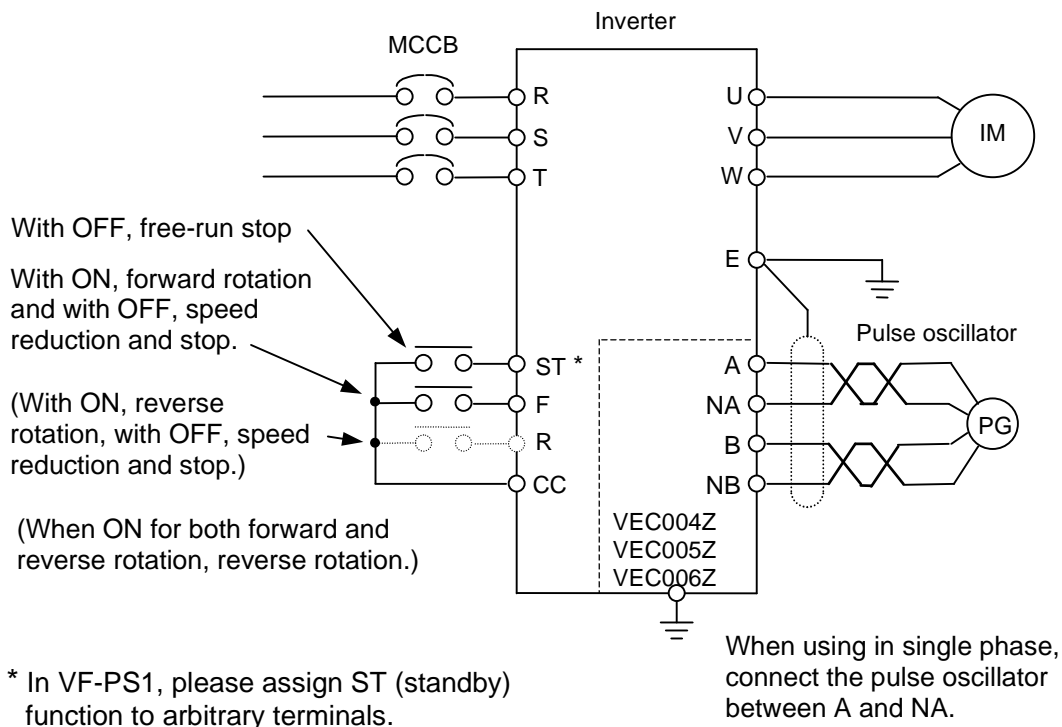 Inverter
MCCB
R
S
T
U
V
W
IM
With OFF, free-run stop
With ON, forward rotation
and with OFF, speed
reduction and stop.
(With ON, reverse
rotation, with OFF, speed
reduction and stop.)
(When ON for both forward and
reverse rotation, reverse rotation.)
E
Pulse oscillator
ST *
F
R
CC
A
NA
B
NB
PG
VEC004Z
VEC005Z
VEC006Z
* In VF-PS1, please assign ST (standby)
function to arbitrary terminals.
When using in single phase,
connect the pulse oscillator
between A and NA.